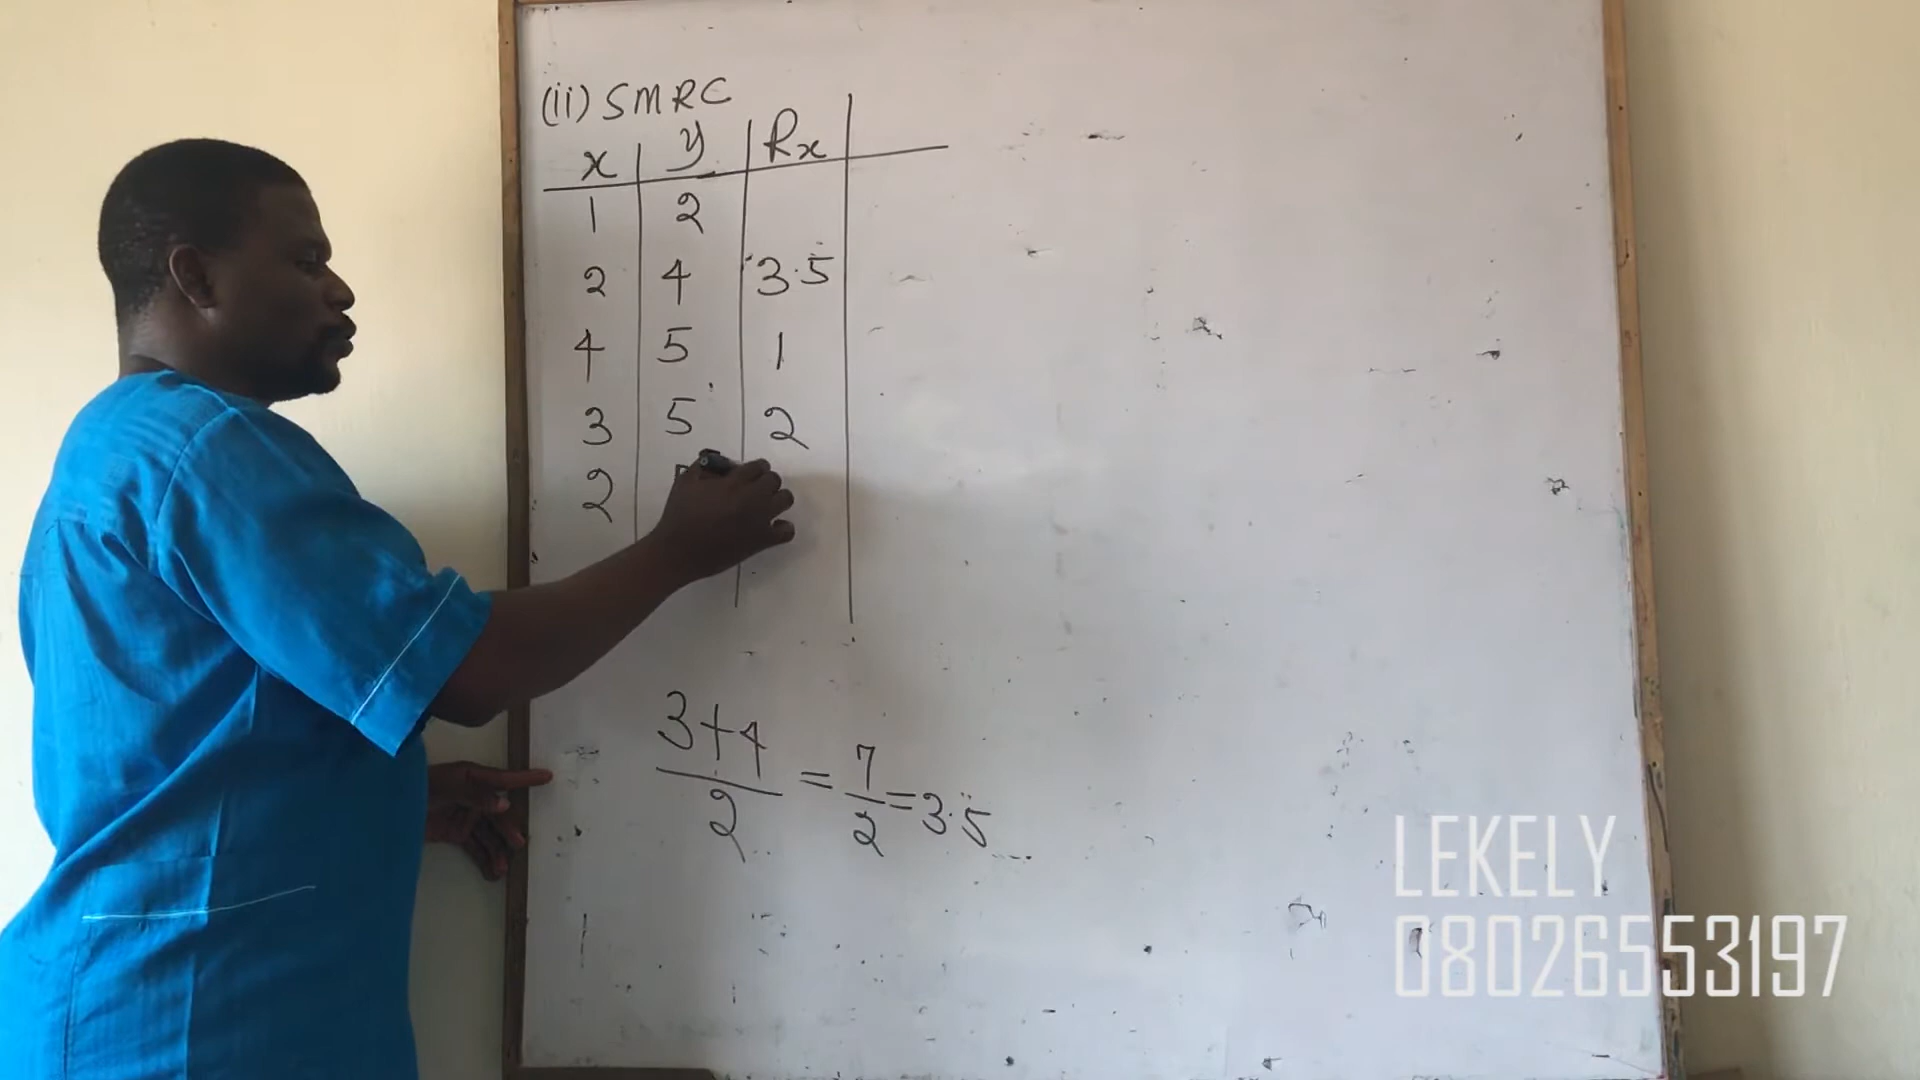 (ii) SMRC
x y Rx
1 2
2 4 3.5
4 5 1
3 5 2
2
3+4
2
= 7/2 = 3.5
LEKELY
08026553197